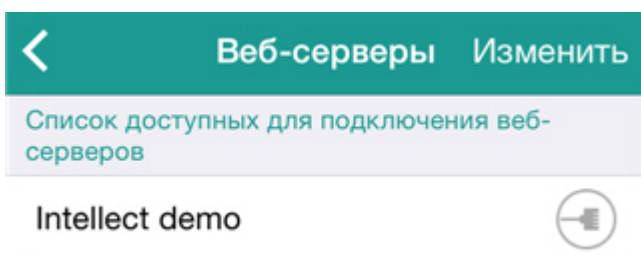 Веб-серверы Изменить
Список доступных для подключения веб-
серверов
Intellect demo